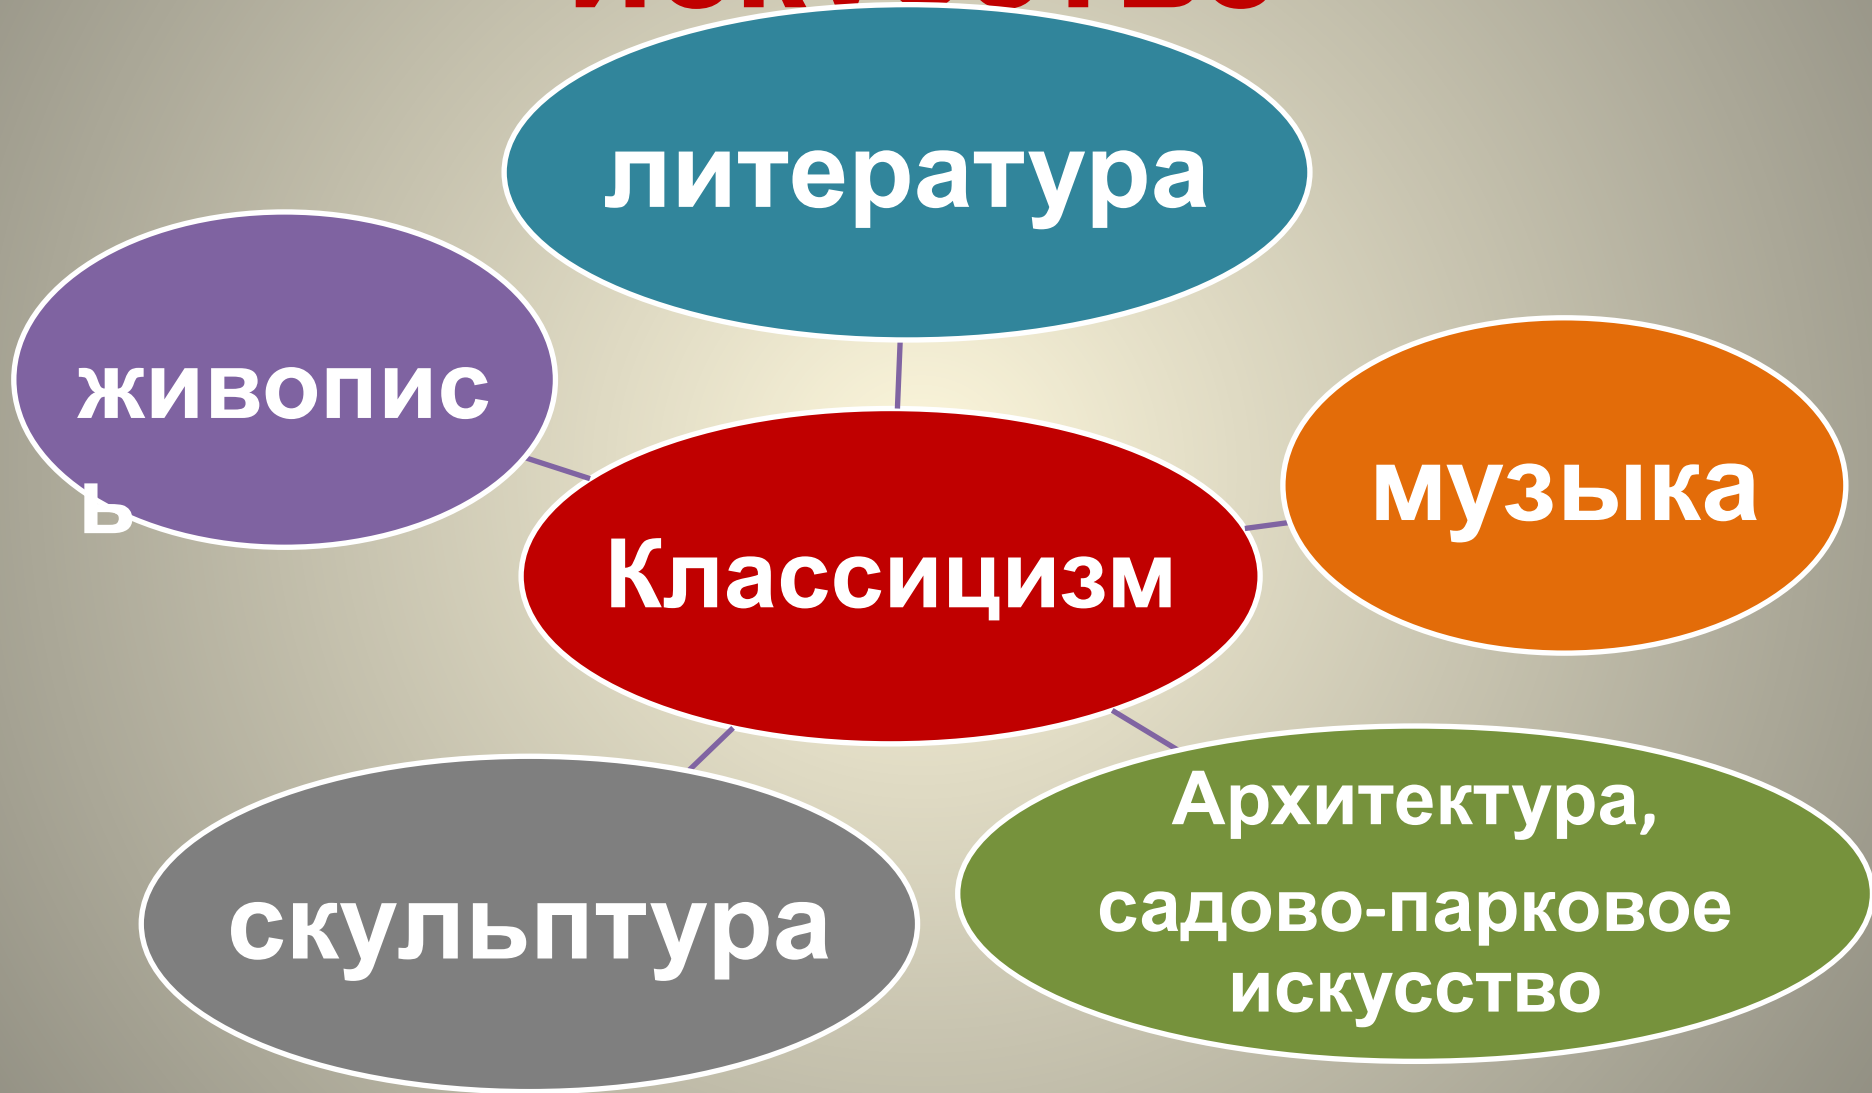 литература
живопис
ь
музыка
Классицизм
Архитектура,
садово-парковое
искусство
скульптура